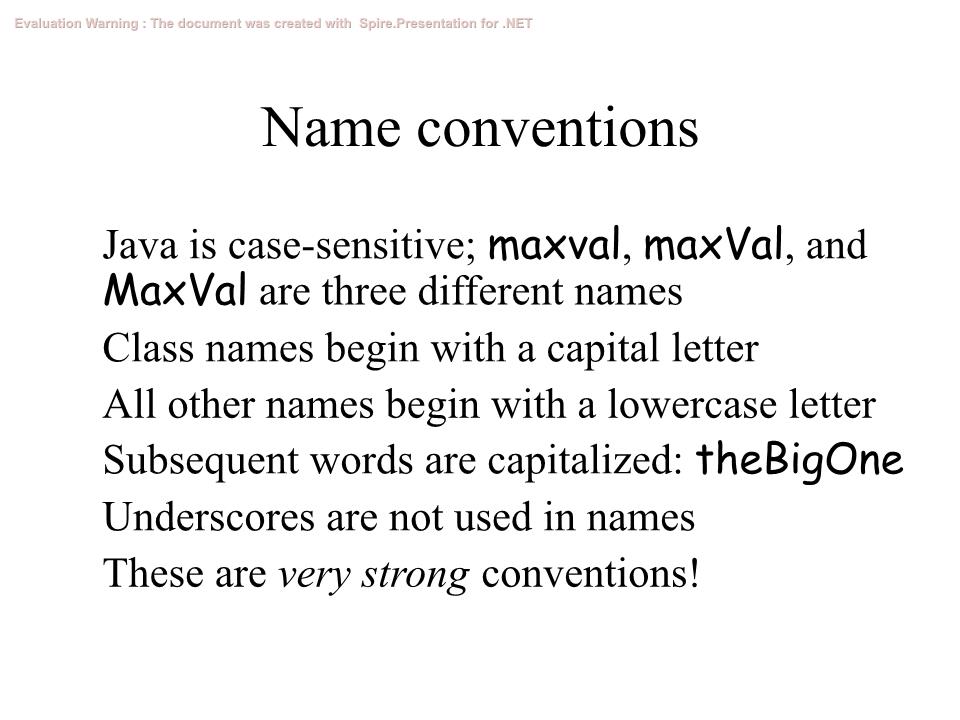 Evaluation Warning : The document was created with Spire.Presentation for .NET
Name conventions
Java is case-sensitive; maxval, maxVal, and
MaxVal are three different names
Class names begin with a capital letter
All other names begin with a lowercase letter
Subsequent words are capitalized: theBigOne
Underscores are not used in names
These are very strong conventions!